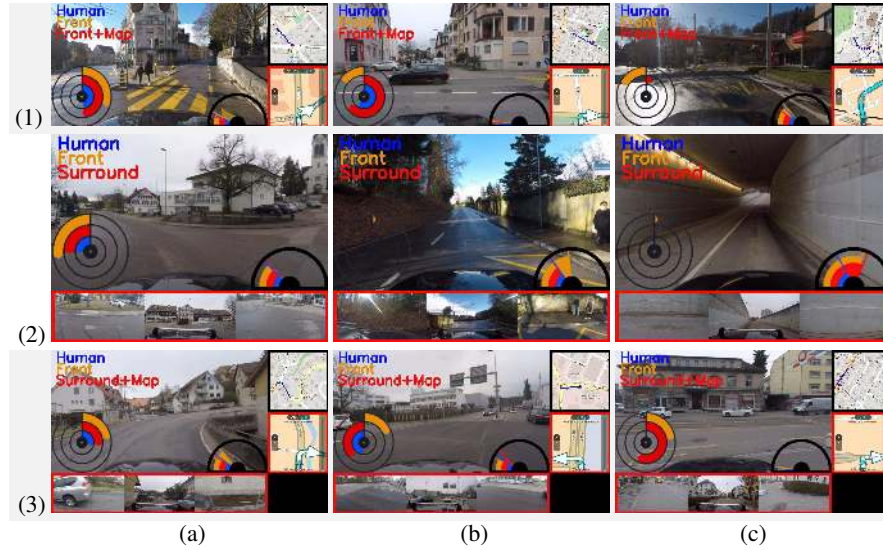 Human
Front
Front+Map
Human
Front
Front+Map
Human
Front
Front+Map
(1)
Human
Front
Surround
Human
Front
Surround
Human
Front
Surround
(2)
Human
Front
Surround+Map
Human
Front
Surround+Map
Human
Front
Surround+Map
(3)
(a)
(b)
(c)